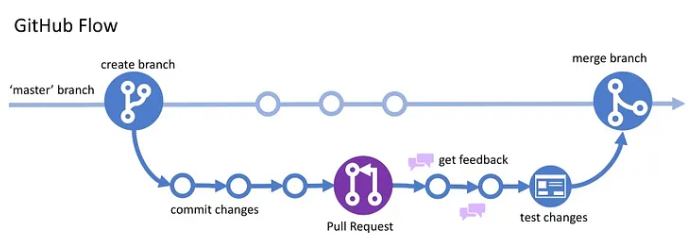 GitHub Flow
create branch
merge branch
‘master’ branch
get feedback
commit changes
Pull Request
test changes